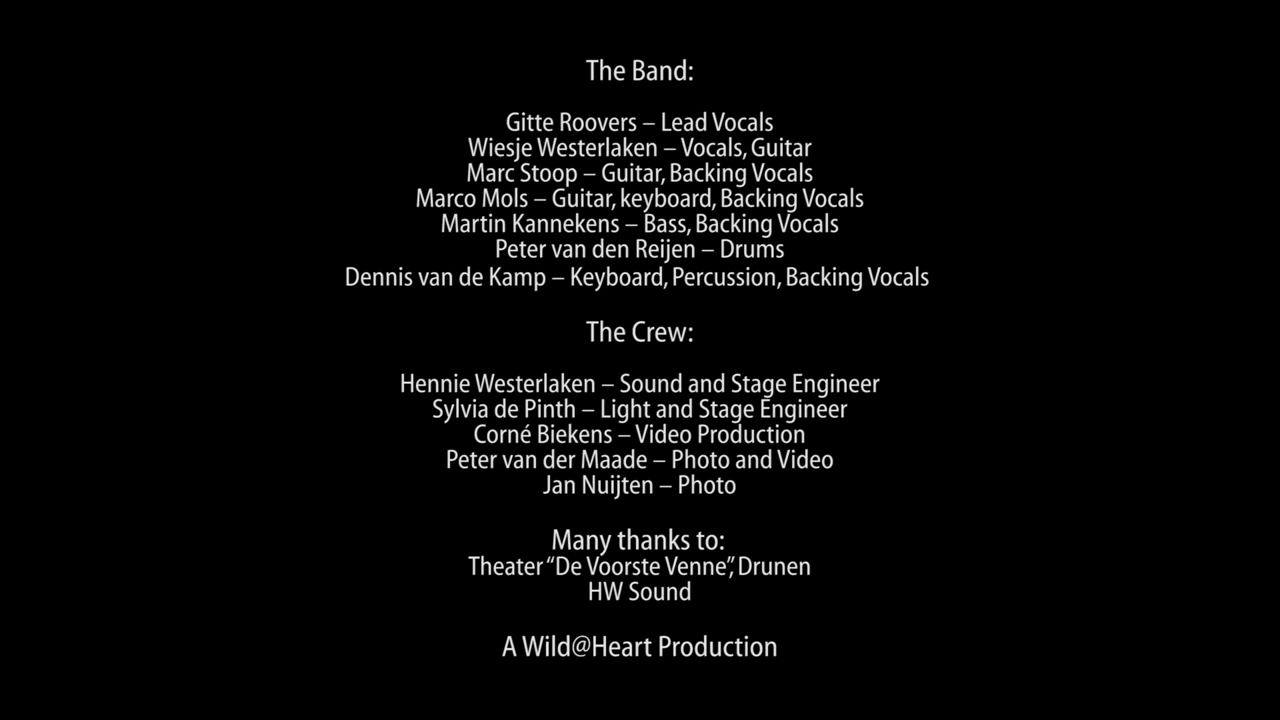 The Band:
Gitte Roovers – Lead Vocals
Wiesje Westerlaken – Vocals, Guitar
Marc Stoop – Guitar, Backing Vocals
Marco Mols – Guitar, keyboard, Backing Vocals
Martin Kannekens – Bass, Backing Vocals
Peter van den Reijen – Drums
Dennis van de Kamp – Keyboard, Percussion, Backing Vocals
The Crew:
Hennie Westerlaken – Sound and Stage Engineer
Sylvia de Pinth – Light and Stage Engineer
Corné Biekens – Video Production
Peter van der Maade – Photo and Video
Jan Nuijten – Photo
Many thanks to:
Theater “De Voorste Venne”, Drunen
HW Sound
A Wild@Heart Production